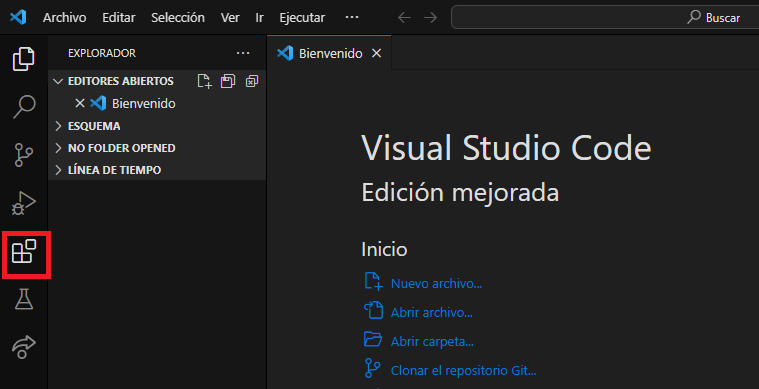 Archivo Editar Selección Ver Ir Ejecutar ··· Buscar
EXPLORADOR ···
Bienvenido
EDITORES ABIERTOS
Bienvenido
ESQUEMA
NO FOLDER OPENED
LÍNEA DE TIEMPO
Visual Studio Code
Edición mejorada
Inicio
Nuevo archivo...
Abrir archivo...
Abrir carpeta...
Clonar el repositorio Git...